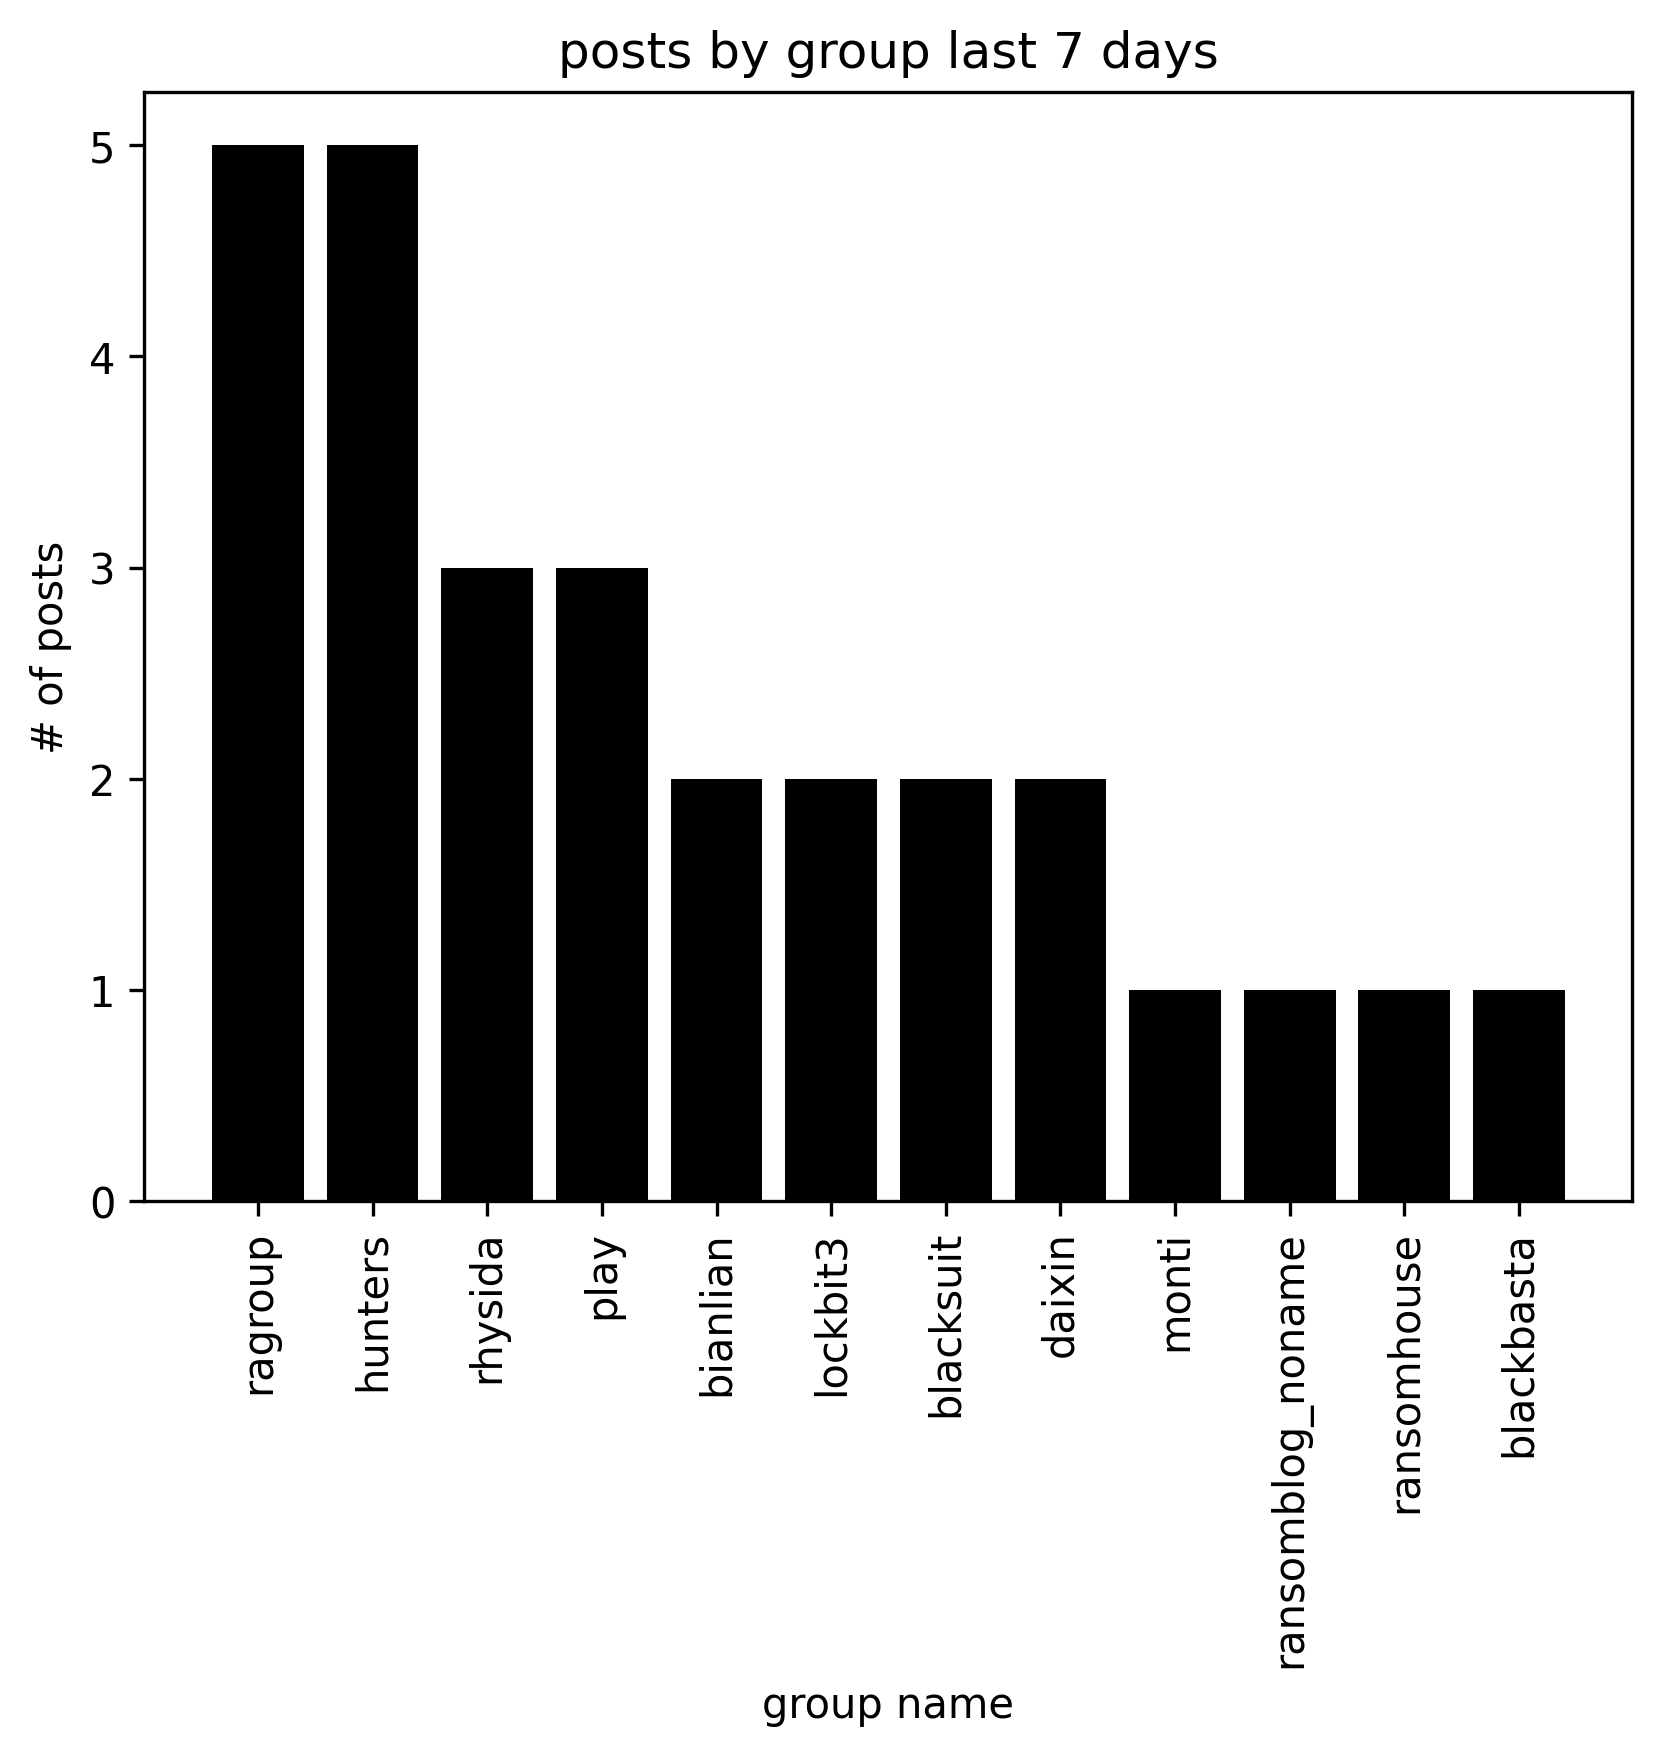 posts by group last 7 days
# of posts
5
4
3
2
1
0
ragroup
hunters
rhysida
play
bianlian
lockbit3
blacksuit
daixin
monti
ransomblog_noname
ransomhouse
blackbasta
group name